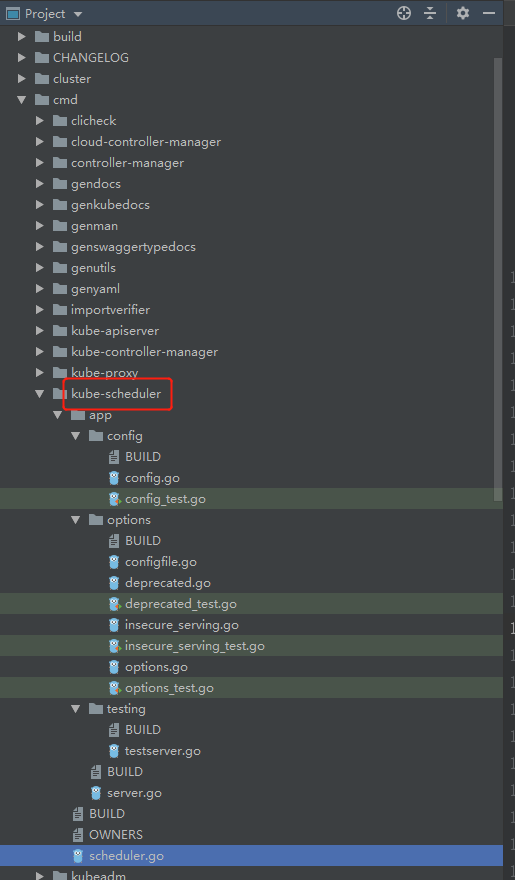 Project
build
CHANGELOG
cluster
cmd
clicheck
cloud-controller-manager
controller-manager
gendocs
genkubedocs
genman
genswaggertypedocs
genutils
genyaml
importverifier
kube-apiserver
kube-controller-manager
kube-proxy
kube-scheduler
app
config
BUILD
config.go
config_test.go
options
BUILD
configfile.go
deprecated.go
deprecated_test.go
insecure_serving.go
insecure_serving_test.go
options.go
options_test.go
testing
BUILD
testserver.go
BUILD
server.go
BUILD
OWNERS
scheduler.go
kubeadm